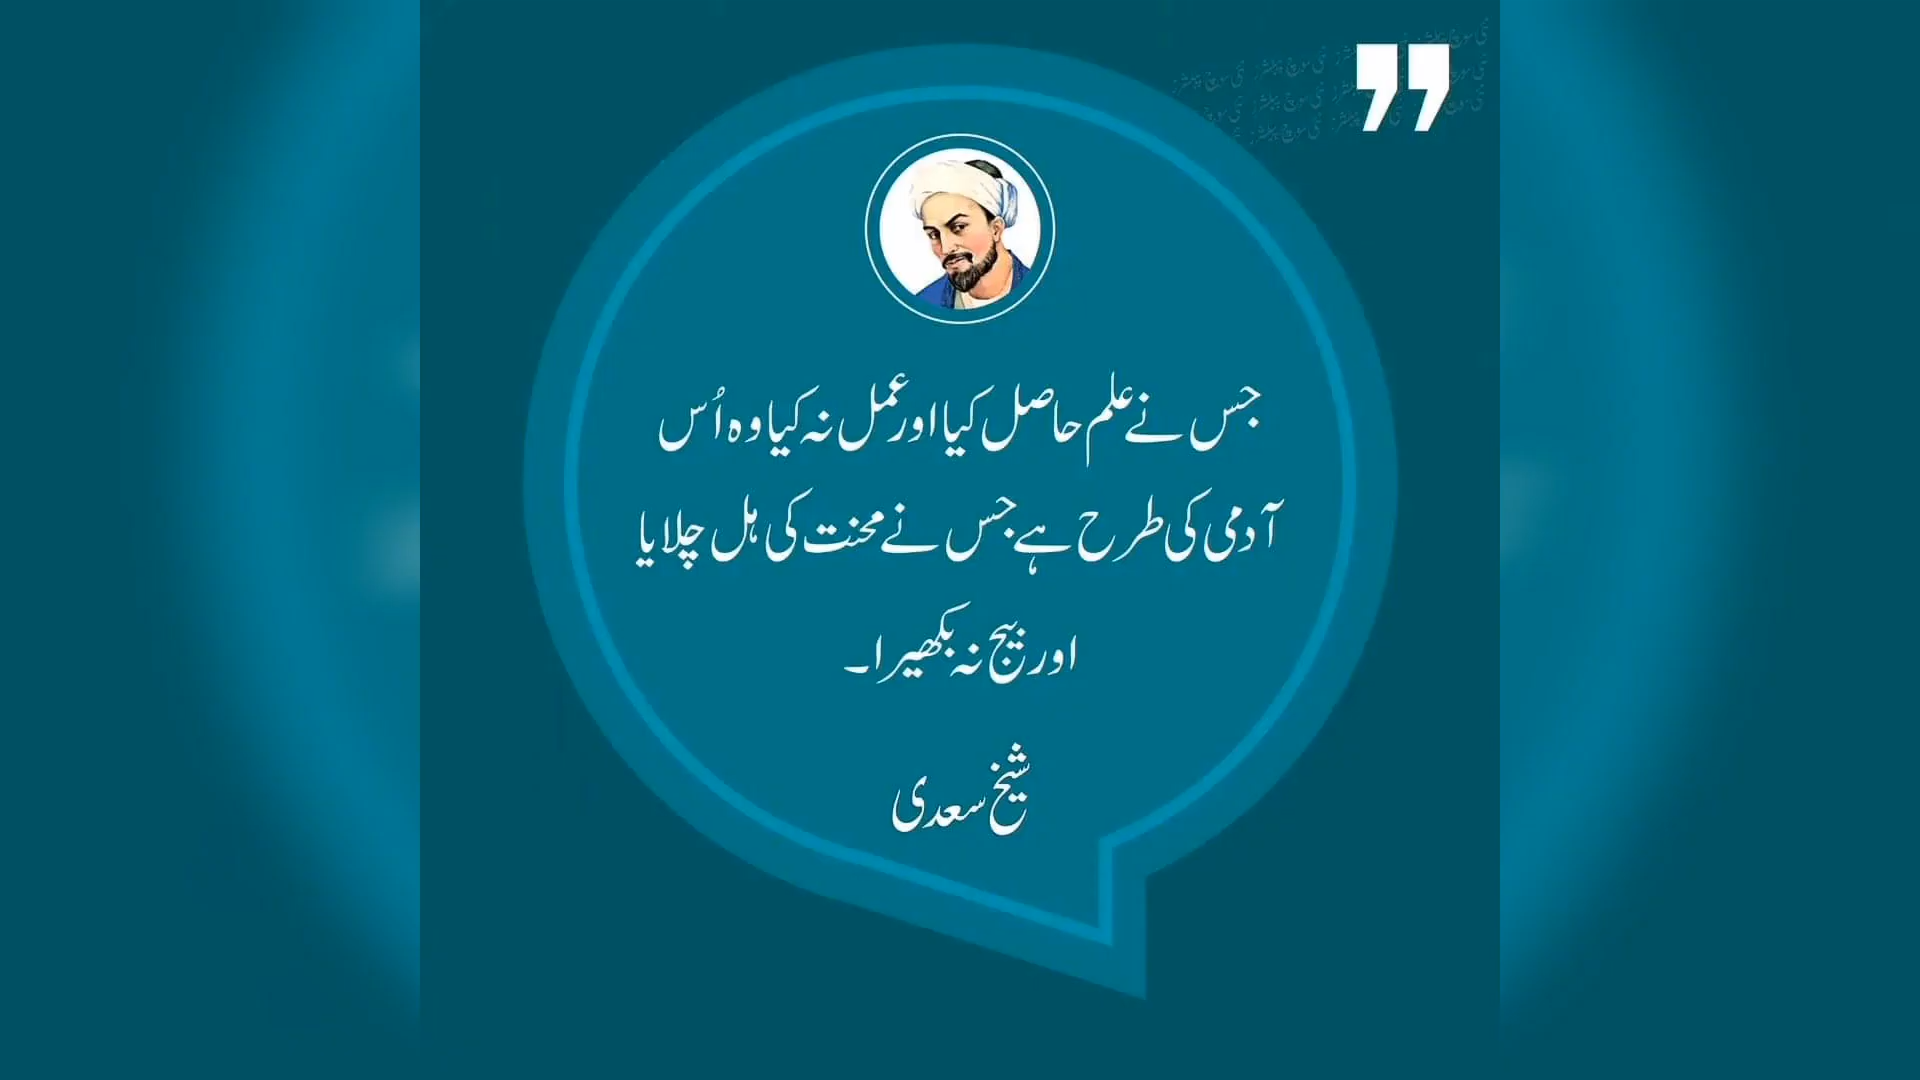 جس نے علم حاصل کیا اور عمل نہ کیا وہ اُس
آدمی کی طرح ہے جس نے محنت کی ہل چلایا
اور بیج نہ بکھیرا۔
شیخ سعدی